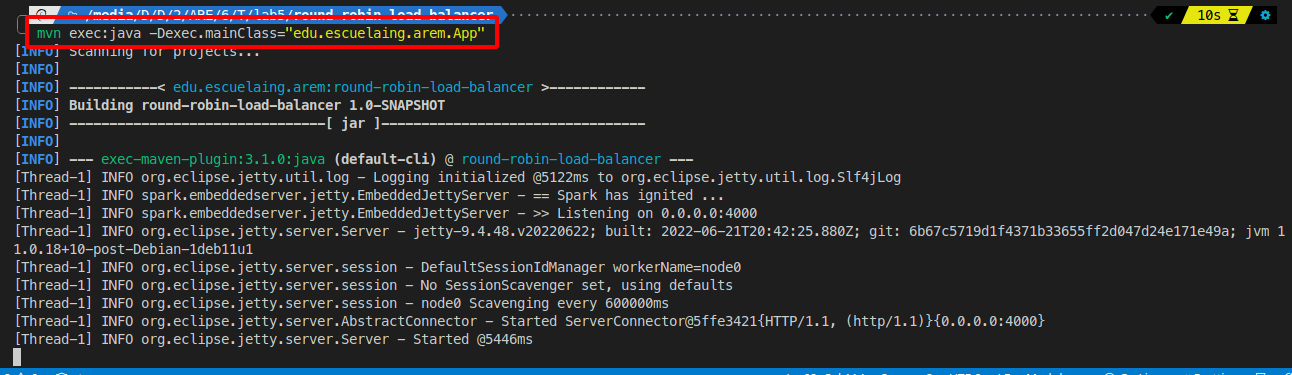 /media/D/D/2/ARE/6/T/lab5/round-robin-load-balancer
10s
mvn exec:java -Dexec.mainClass="edu.escuelaing.arem.App"
[INFO] Scanning for projects...
[INFO]
[INFO] -----------< edu.escuelaing.arem:round-robin-load-balancer >------------
[INFO] Building round-robin-load-balancer 1.0-SNAPSHOT
[INFO] --------------------------------[ jar ]---------------------------------
[INFO]
[INFO] --- exec-maven-plugin:3.1.0:java (default-cli) @ round-robin-load-balancer ---
[Thread-1] INFO org.eclipse.jetty.util.log - Logging initialized @5122ms to org.eclipse.jetty.util.log.Slf4jLog
[Thread-1] INFO spark.embeddedserver.jetty.EmbeddedJettyServer - == Spark has ignited ...
[Thread-1] INFO spark.embeddedserver.jetty.EmbeddedJettyServer - >> Listening on 0.0.0.0:4000
[Thread-1] INFO org.eclipse.jetty.server.Server - jetty-9.4.48.v20220622; built: 2022-06-21T20:42:25.880Z; git: 6b67c5719d1f4371b33655ff2d047d24e171e49a; jvm 1
1.0.18+10-post-Debian-1deb11u1
[Thread-1] INFO org.eclipse.jetty.server.session - DefaultSessionIdManager workerName=node0
[Thread-1] INFO org.eclipse.jetty.server.session - No SessionScavenger set, using defaults
[Thread-1] INFO org.eclipse.jetty.server.session - node0 Scavenging every 600000ms
[Thread-1] INFO org.eclipse.jetty.server.AbstractConnector - Started ServerConnector@5ffe3421{HTTP/1.1, (http/1.1)}{0.0.0.0:4000}
[Thread-1] INFO org.eclipse.jetty.server.Server - Started @5446ms